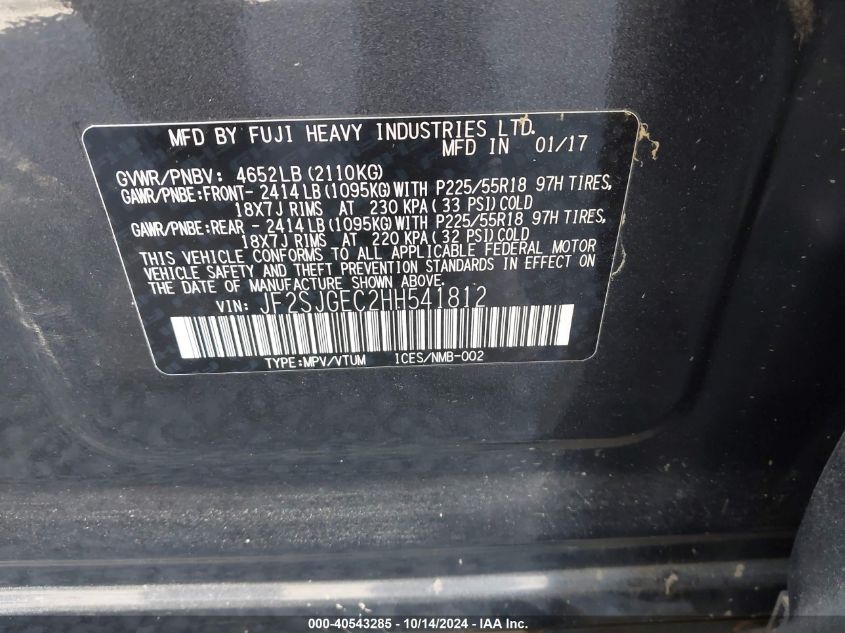 MFD BY FUJI HEAVY INDUSTRIES LTD.
MFD IN 01/17
GVWR/PNBV: 4652LB (2110KG)
GAWR/PNBE:FRONT- 2414LB (1095KG) WITH P225/55R18 97H TIRES,
18X7J RIMS AT 230 KPA (33 PSI) COLD
GAWR/PNBE:REAR - 2414LB (1095KG) WITH P225/55R18 97H TIRES,
18X7J RIMS AT 220 KPA (32 PSI) COLD
THIS VEHICLE CONFORMS TO ALL APPLICABLE FEDERAL MOTOR
VEHICLE SAFETY AND THEFT PREVENTION STANDARDS IN EFFECT ON
THE DATE OF MANUFACTURE SHOWN ABOVE.
VIN: JF2SJGEC2HH541812
TYPE:MPV/VTUM ICES/NMB-002
000-40543285 - 10/14/2024 - IAA Inc.